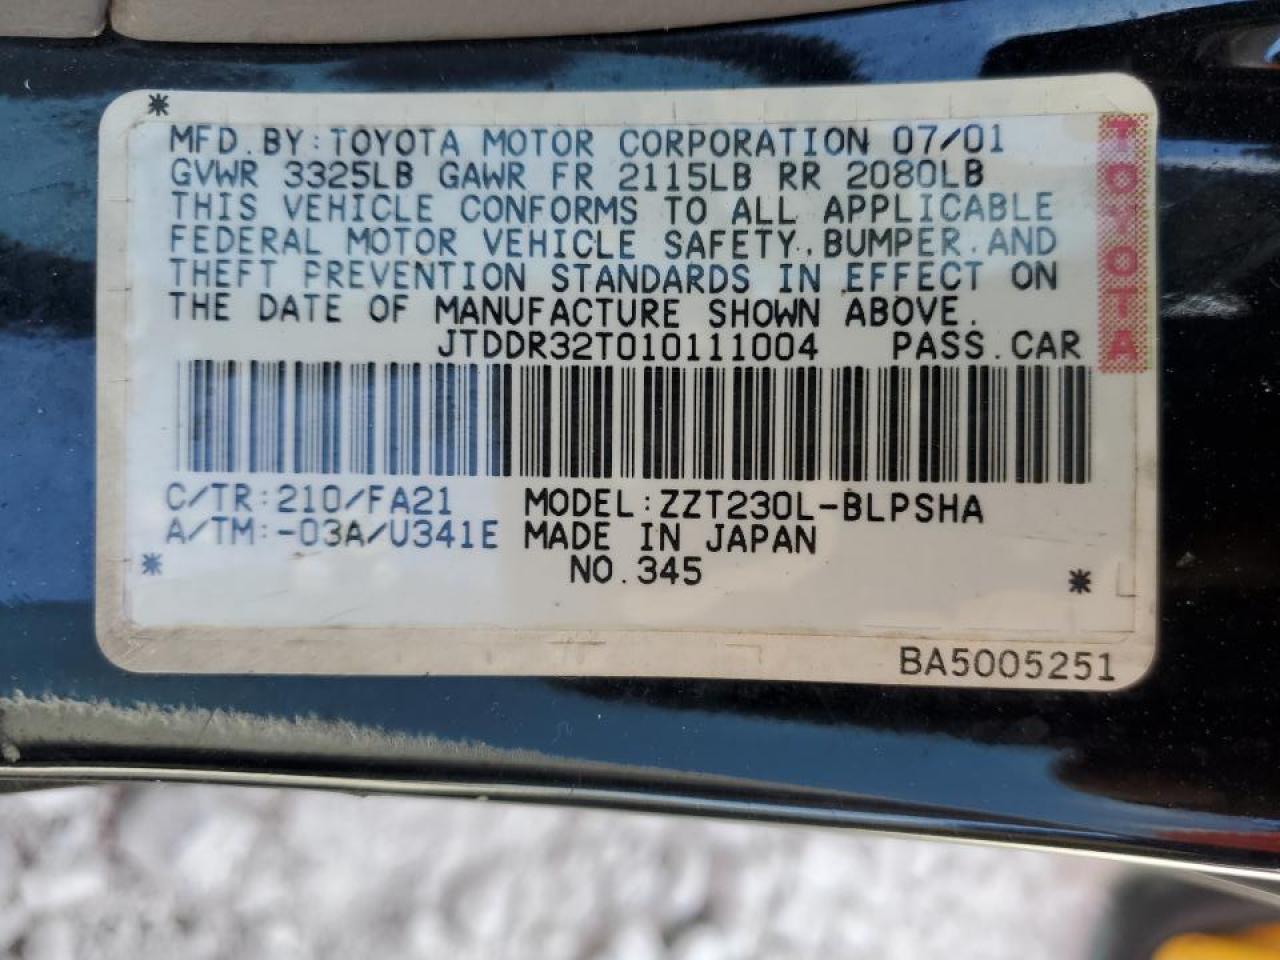 MFD.BY:TOYOTA MOTOR CORPORATION 07/01
GVWR 3325LB GAWR FR 2115LB RR 2080LB
THIS VEHICLE CONFORMS TO ALL APPLICABLE
FEDERAL MOTOR VEHICLE SAFETY, BUMPER, AND
THEFT PREVENTION STANDARDS IN EFFECT ON
THE DATE OF MANUFACTURE SHOWN ABOVE.
JTDDR32T010111004 PASS.CAR
C/TR:210/FA21 MODEL:ZZT230L-BLPSHA
A/TM:-03A/U341E MADE IN JAPAN
NO.345
BA5005251
TOYOTA